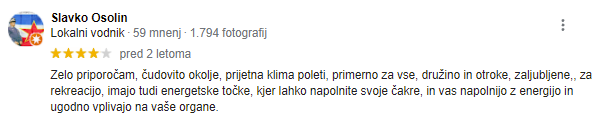 Slavko Osolin
Lokalni vodnik · 59 mnenj · 1.794 fotografij
pred 2 letoma
Zelo priporočam, čudovito okolje, prijetna klima poleti, primerno za vse, družino in otroke, zaljubljene,, za
rekreacijo, imajo tudi energetske točke, kjer lahko napolnite svoje čakre, in vas napolnijo z energijo in
ugodno vplivajo na vaše organe.